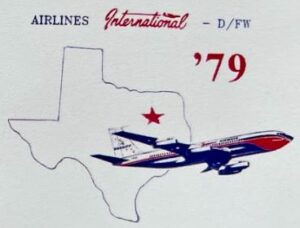 AIRLINES International - D/FW
'79